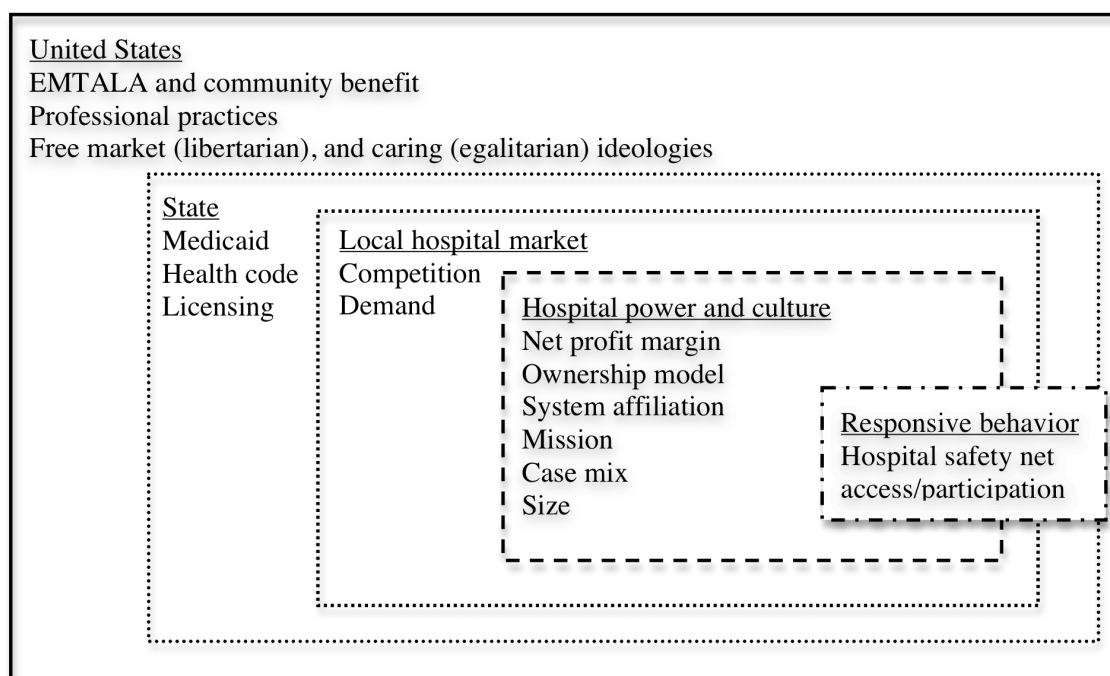 United States
EMTALA and community benefit
Professional practices
Free market (libertarian), and caring (egalitarian) ideologies
State
Medicaid
Health code
Licensing
Local hospital market
Competition
Demand
Hospital power and culture
Net profit margin
Ownership model
System affiliation
Mission
Case mix
Size
Responsive behavior
Hospital safety net
access/participation